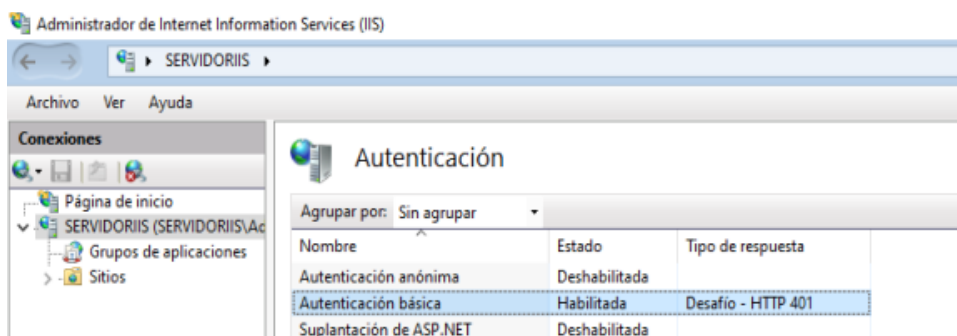 Administrador de Internet Information Services (IIS)
SERVIDORIIS
Archivo Ver Ayuda
Conexiones
Página de inicio
SERVIDORIIS (SERVIDORIIS\Ad
Grupos de aplicaciones
Sitios
Autenticación
Agrupar por: Sin agrupar
Nombre Estado Tipo de respuesta
Autenticación anónima Deshabilitada
Autenticación básica Habilitada Desafío - HTTP 401
Suplantación de ASP.NET Deshabilitada